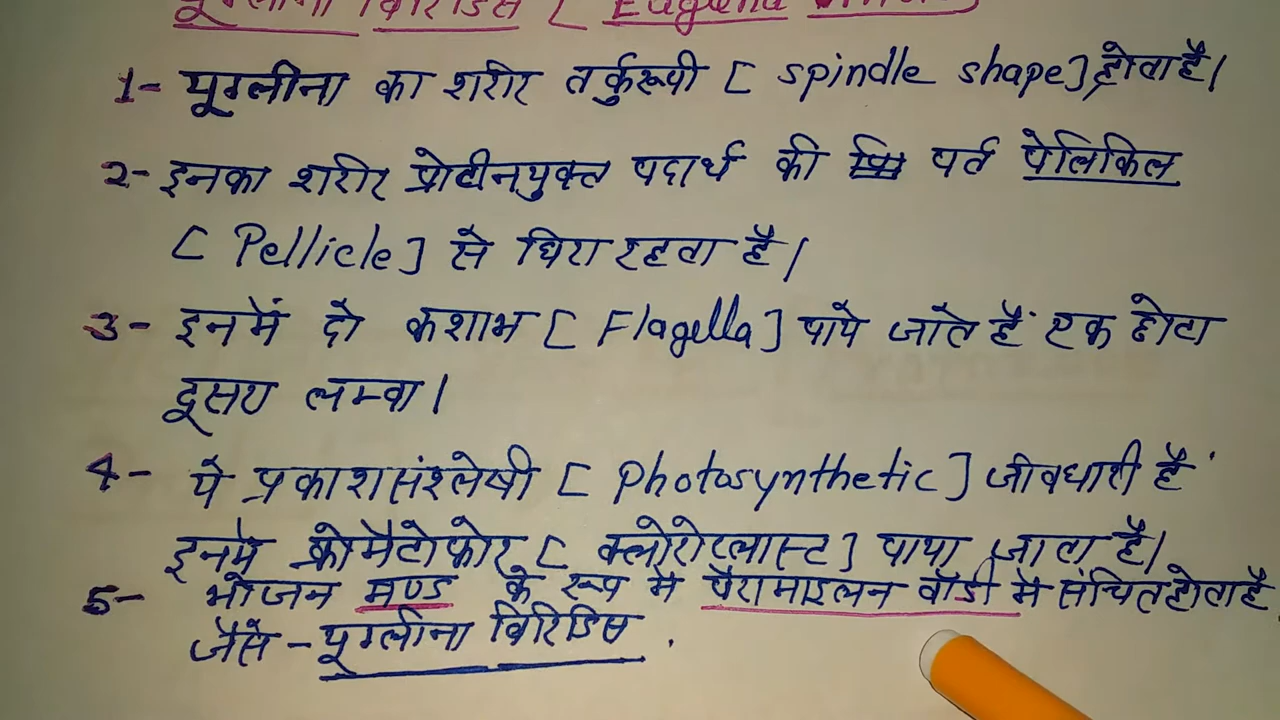 यूग्लीना विरिडिस [ Euglena
1- यूग्लीना का शरीर तर्कुरूपी [ spindle shape] होता है।
2- इनका शरीर प्रोटीनयुक्त पदार्थ की पर्त पेलिकिल
[ Pellicle] से घिरा रहता है।
3- इनमें दो कशाभ [ Flagella] पाये जाते हैं एक छोटा
दूसरा लम्बा।
4- ये प्रकाशसंश्लेषी [ Photosynthetic] जीवधारी है
इनमे क्रोमैटोफोर [ क्लोरोप्लास्ट] पाया जाता है।
5- भोजन मण्ड के रूप में पैरामाइलन बॉडी में संचित होता है
जैसे - यूग्लीना विरिडिस .